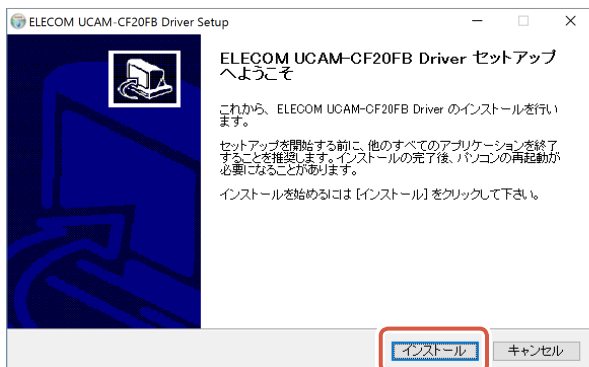 ELECOM UCAM-CF20FB Driver Setup
ELECOM UCAM-CF20FB Driver セットアップ
へようこそ
これから、ELECOM UCAM-CF20FB Driver のインストールを行い
ます。
セットアップを開始する前に、他のすべてのアプリケーションを終了
することを推奨します。インストールの完了後、パソコンの再起動が
必要になることがあります。
インストールを始めるには [インストール] をクリックして下さい。
インストール
キャンセル